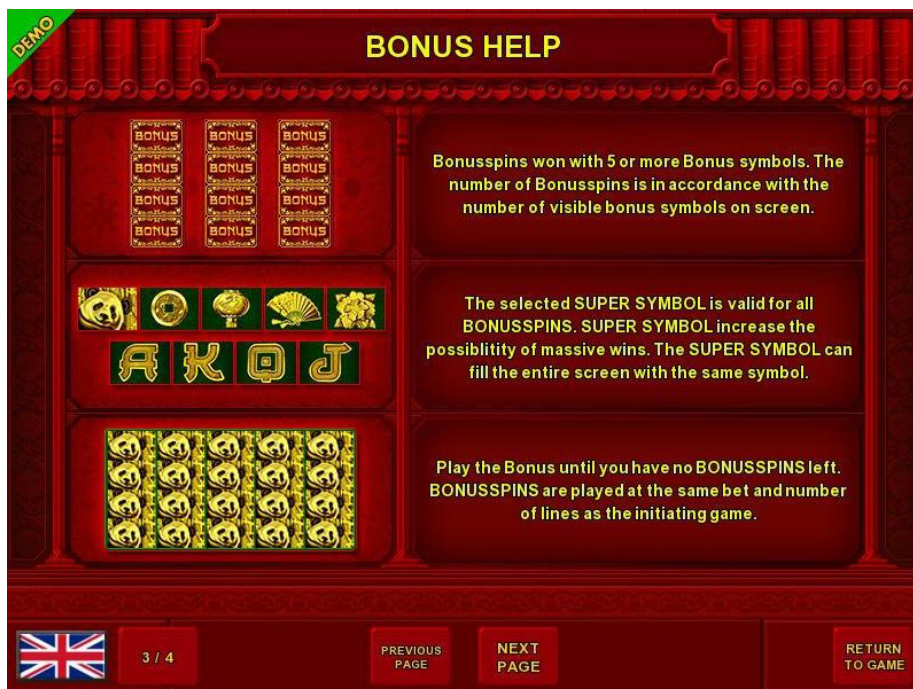 DEMO
BONUS HELP
BONUS BONUS BONUS
BONUS BONUS BONUS
BONUS BONUS BONUS
BONUS BONUS BONUS
Bonusspins won with 5 or more Bonus symbols. The
number of Bonusspins is in accordance with the
number of visible bonus symbols on screen.
A K Q J
The selected SUPER SYMBOL is valid for all
BONUSSPINS. SUPER SYMBOL increase the
possiblitity of massive wins. The SUPER SYMBOL can
fill the entire screen with the same symbol.
Play the Bonus until you have no BONUSSPINS left.
BONUSSPINS are played at the same bet and number
of lines as the initiating game.
3 / 4
PREVIOUS
PAGE
NEXT
PAGE
RETURN
TO GAME